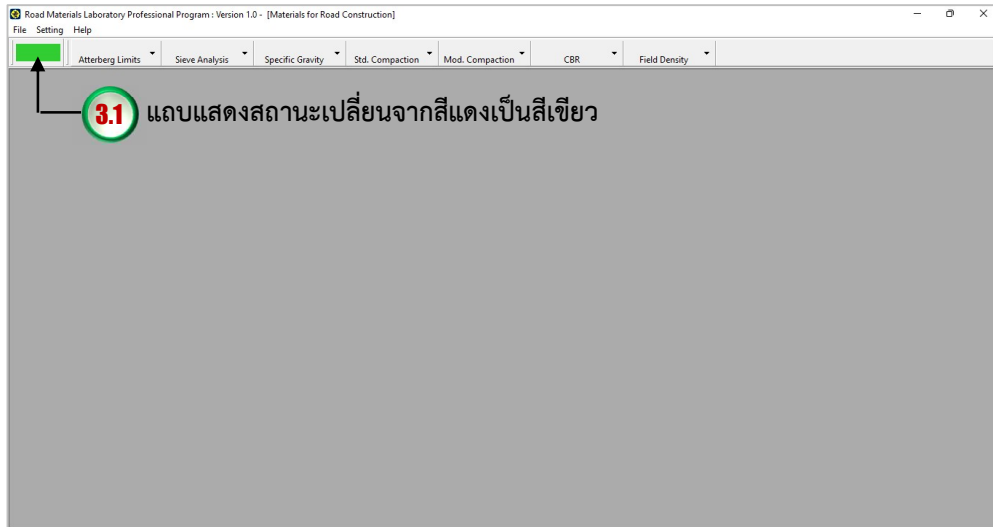 Road Materials Laboratory Professional Program : Version 1.0 - [Materials for Road Construction]
File Setting Help
Atterberg Limits Sieve Analysis Specific Gravity Std. Compaction Mod. Compaction CBR Field Density
3.1 แถบแสดงสถานะเปลี่ยนจากสีแดงเป็นสีเขียว